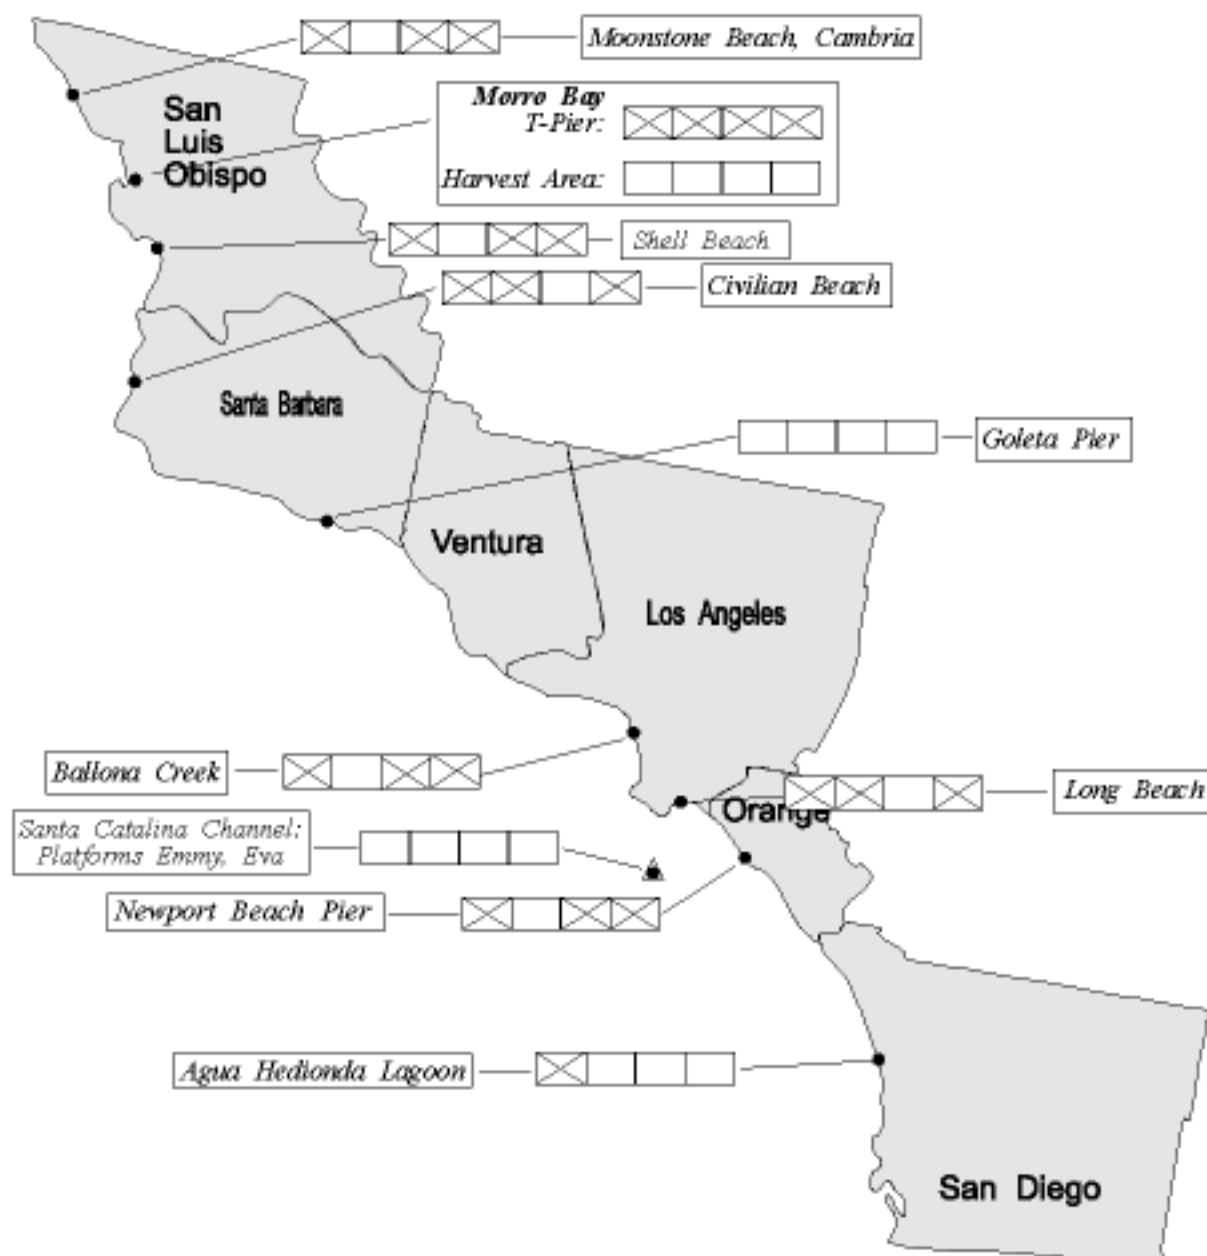 Moonstone Beach, Cambria
San
Luis
Obispo
Morro Bay
T-Pier:
Harvest Area:
Shell Beach
Civilian Beach
Santa Barbara
Goleta Pier
Ventura
Los Angeles
Ballona Creek
Long Beach
Orange
Santa Catalina Channel:
Platforms Emmy, Eva
Newport Beach Pier
Agua Hedionda Lagoon
San Diego